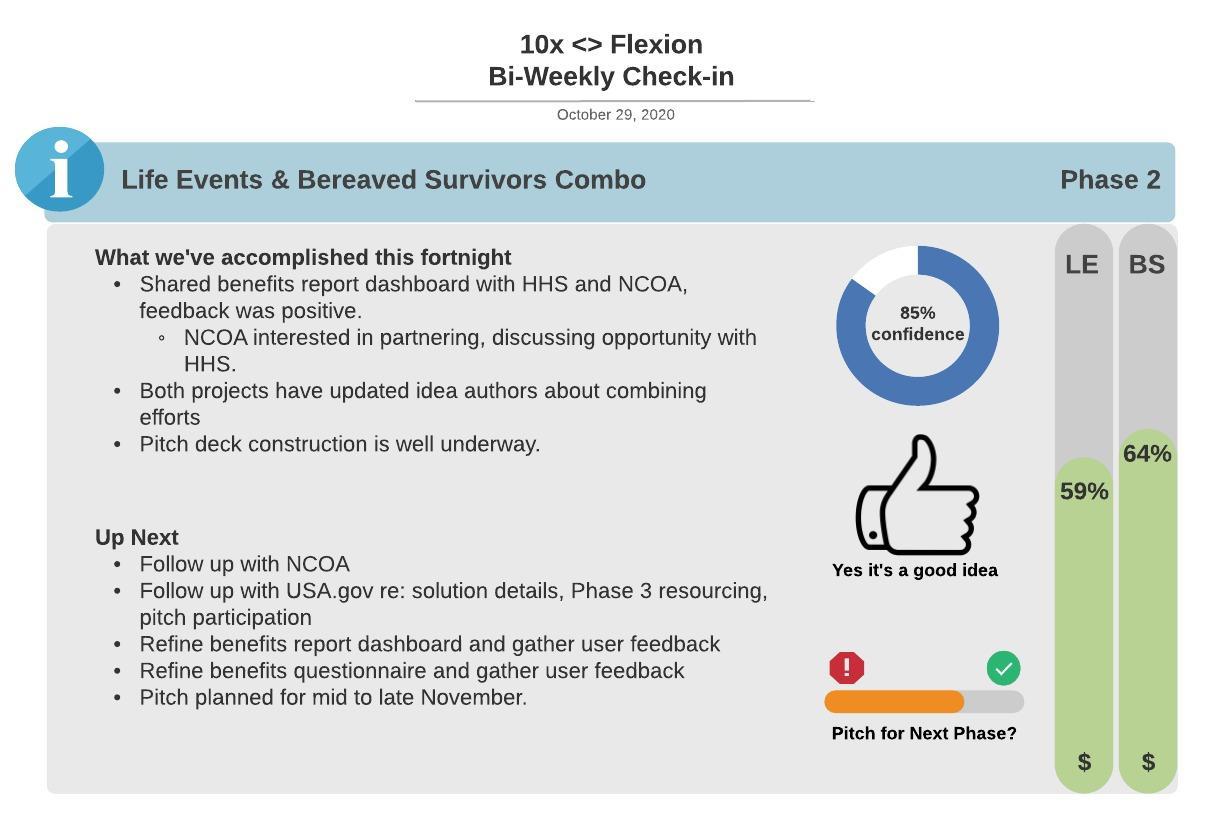 10x <> Flexion
Bi-Weekly Check-in
October 29, 2020
i
Life Events & Bereaved Survivors Combo
Phase 2
What we've accomplished this fortnight
• Shared benefits report dashboard with HHS and NCOA,
feedback was positive.
◦ NCOA interested in partnering, discussing opportunity with
HHS.
• Both projects have updated idea authors about combining
efforts
• Pitch deck construction is well underway.
Up Next
• Follow up with NCOA
• Follow up with USA.gov re: solution details, Phase 3 resourcing,
pitch participation
• Refine benefits report dashboard and gather user feedback
• Refine benefits questionnaire and gather user feedback
• Pitch planned for mid to late November.
85%
confidence
Yes it's a good idea
!
Pitch for Next Phase?
LE
59%
$
BS
64%
$